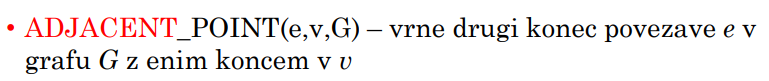 • ADJACENT_POINT(e,v,G) – vrne drugi konec povezave e v
grafu G z enim koncem v v